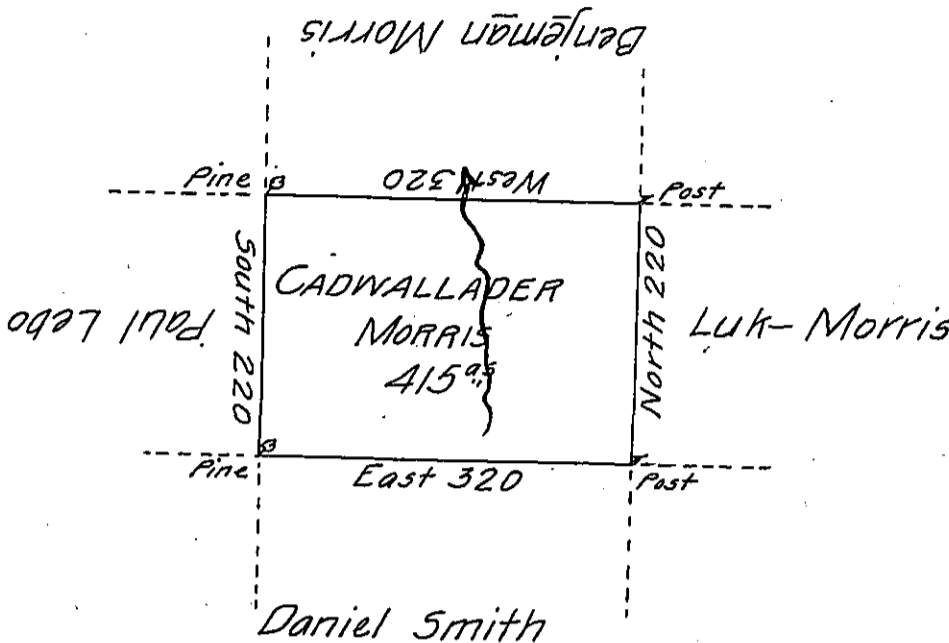 Benjeman Morris
Pine
West 320
Post
South 220
CADWALLADER
MORRIS
415 as
North 220
Paul Lebo
Luk- Morris
Pine
East 320
Post
Daniel Smith